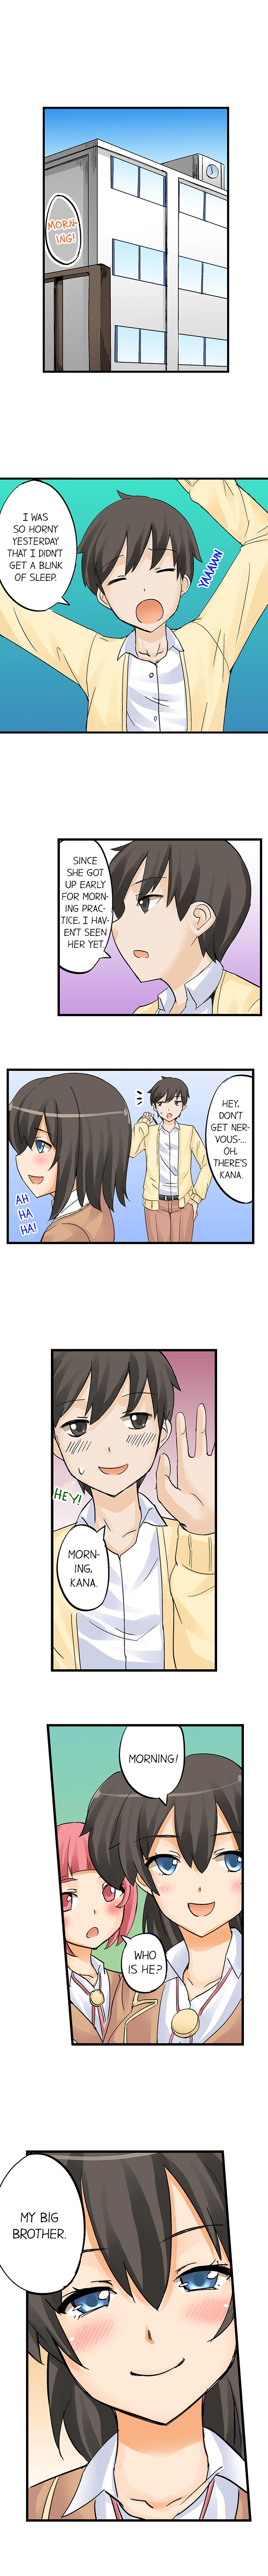 MORN-
ING!
I WAS
SO HORNY
YESTERDAY
THAT I DIDN'T
GET A BLINK
OF SLEEP.
YAAAWN
SINCE
SHE GOT
UP EARLY
FOR MORN-
ING PRAC-
TICE, I HAV-
EN'T SEEN
HER YET.
HEY,
DON'T
GET NER-
VOUS-...
OH,
THERE'S
KANA.
AH
HA
HA!
HEY!
MORN-
ING,
KANA.
MORNING!
WHO
IS HE?
MY BIG
BROTHER.